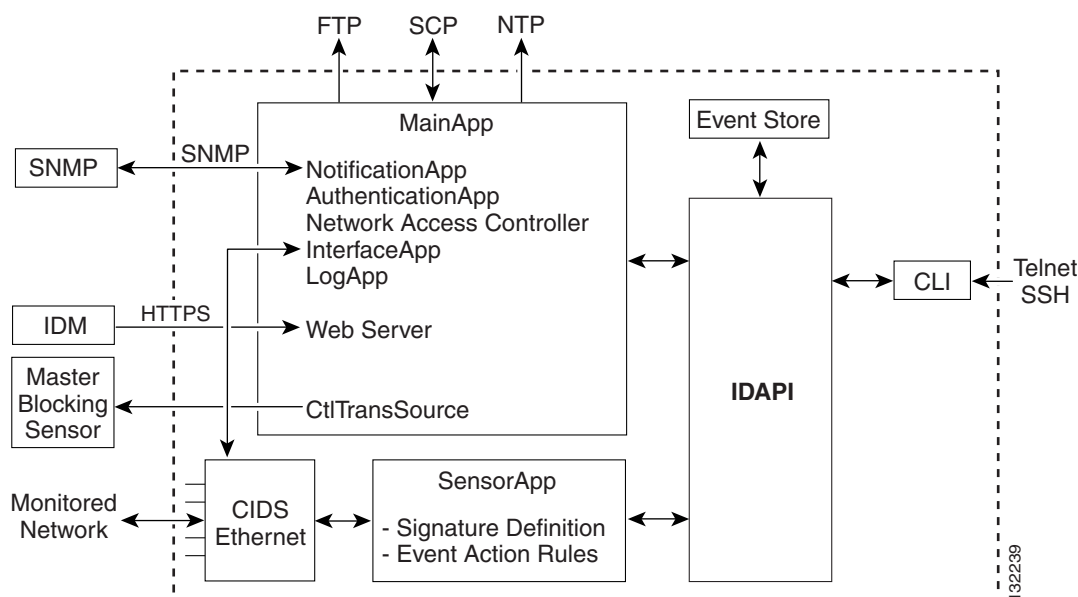 FTP
SCP
NTP
MainApp
Event Store
SNMP
SNMP
NotificationApp
AuthenticationApp
Network Access Controller
InterfaceApp
LogApp
CLI
Telnet
SSH
IDM
HTTPS
Web Server
Master
Blocking
Sensor
CtlTransSource
IDAPI
Monitored
Network
CIDS
Ethernet
SensorApp
- Signature Definition
- Event Action Rules
132239